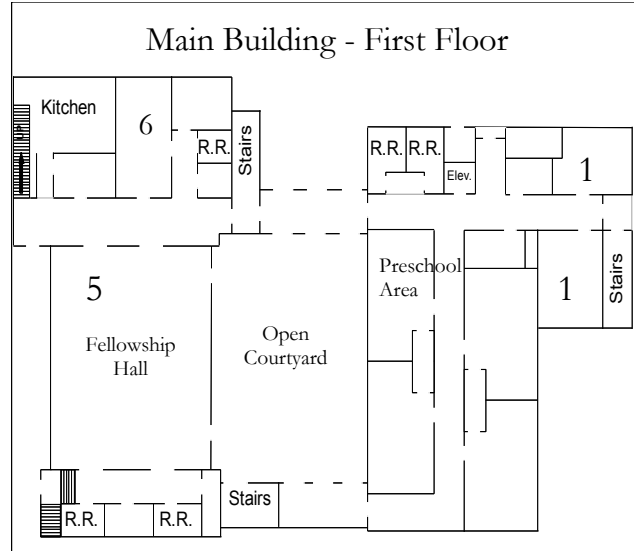 Main Building - First Floor
Kitchen
6
R.R.
Stairs
R.R.
R.R.
Elev.
1
5
Fellowship
Hall
Open
Courtyard
Preschool
Area
1
Stairs
Stairs
R.R.
R.R.